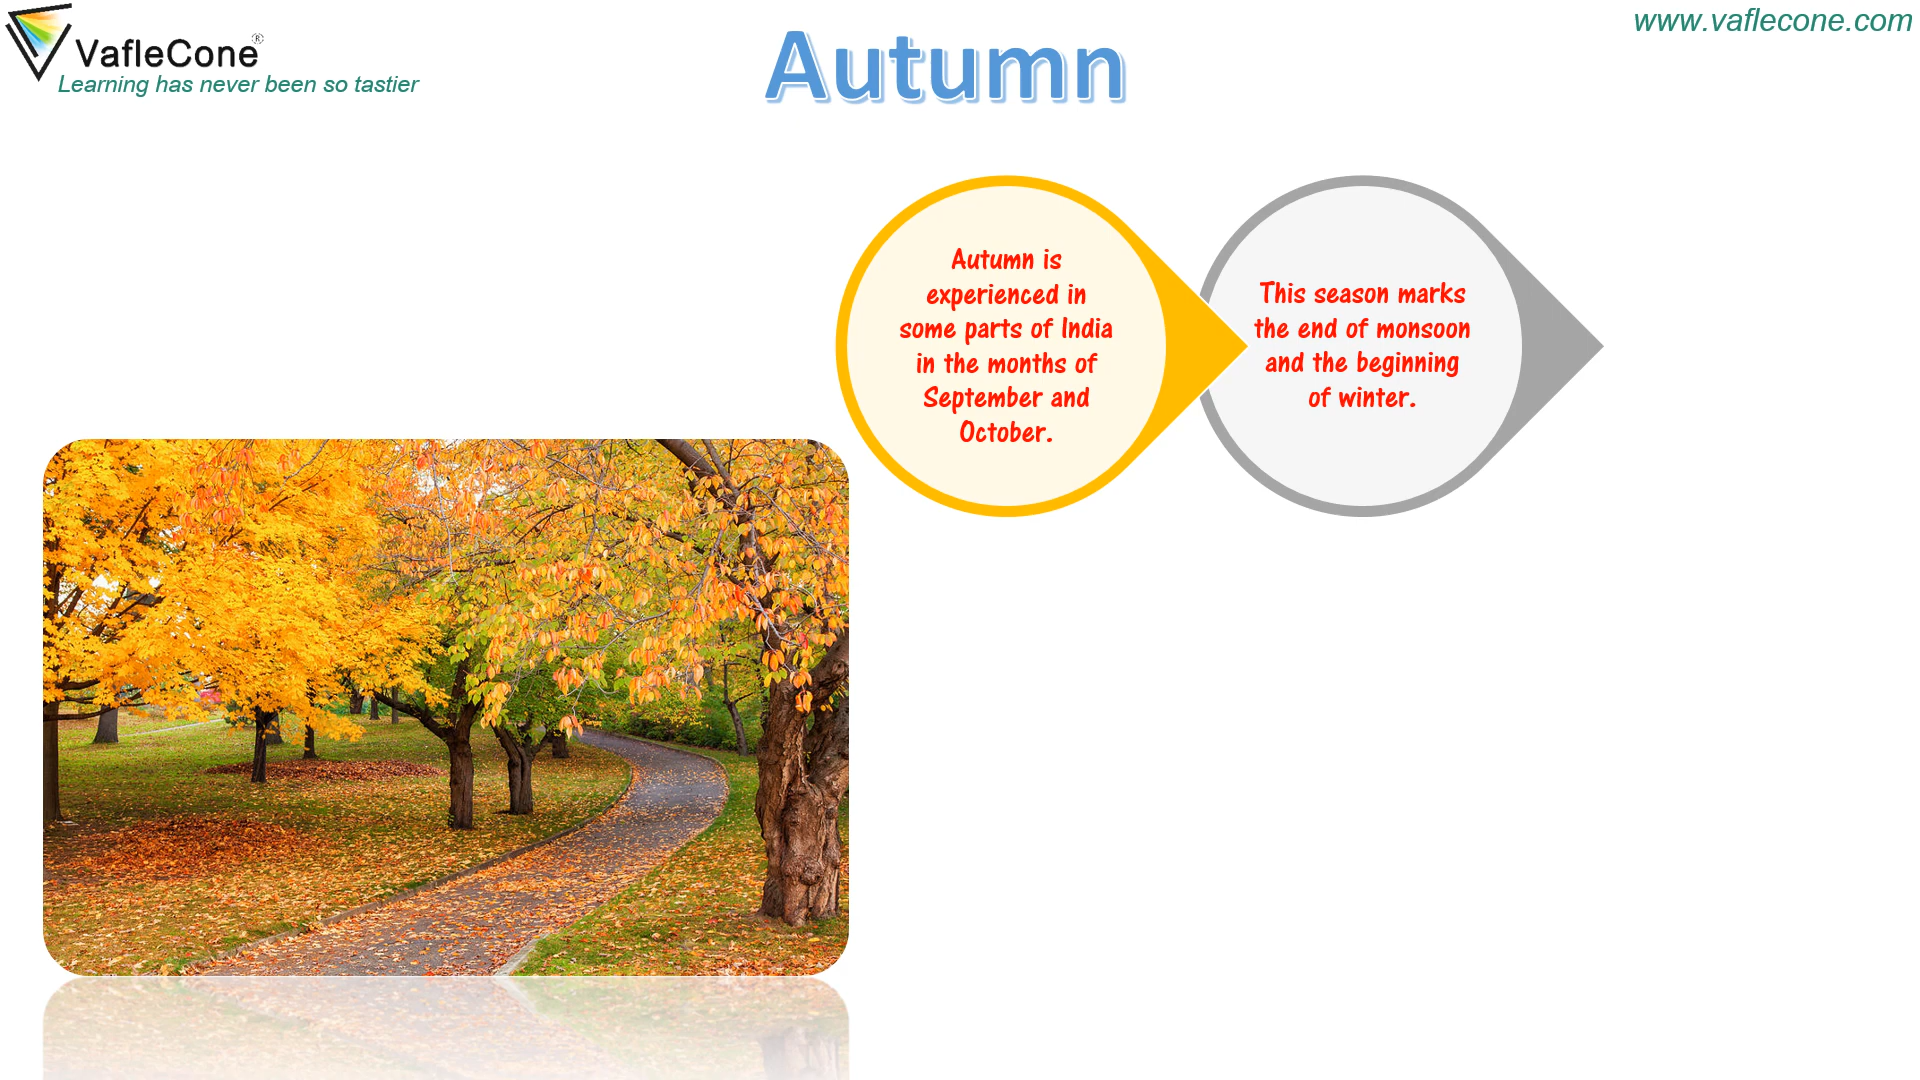 VafleCone®
Learning has never been so tastier
Autumn
www.vaflecone.com
Autumn is
experienced in
some parts of India
in the months of
September and
October.
This season marks
the end of monsoon
and the beginning
of winter.